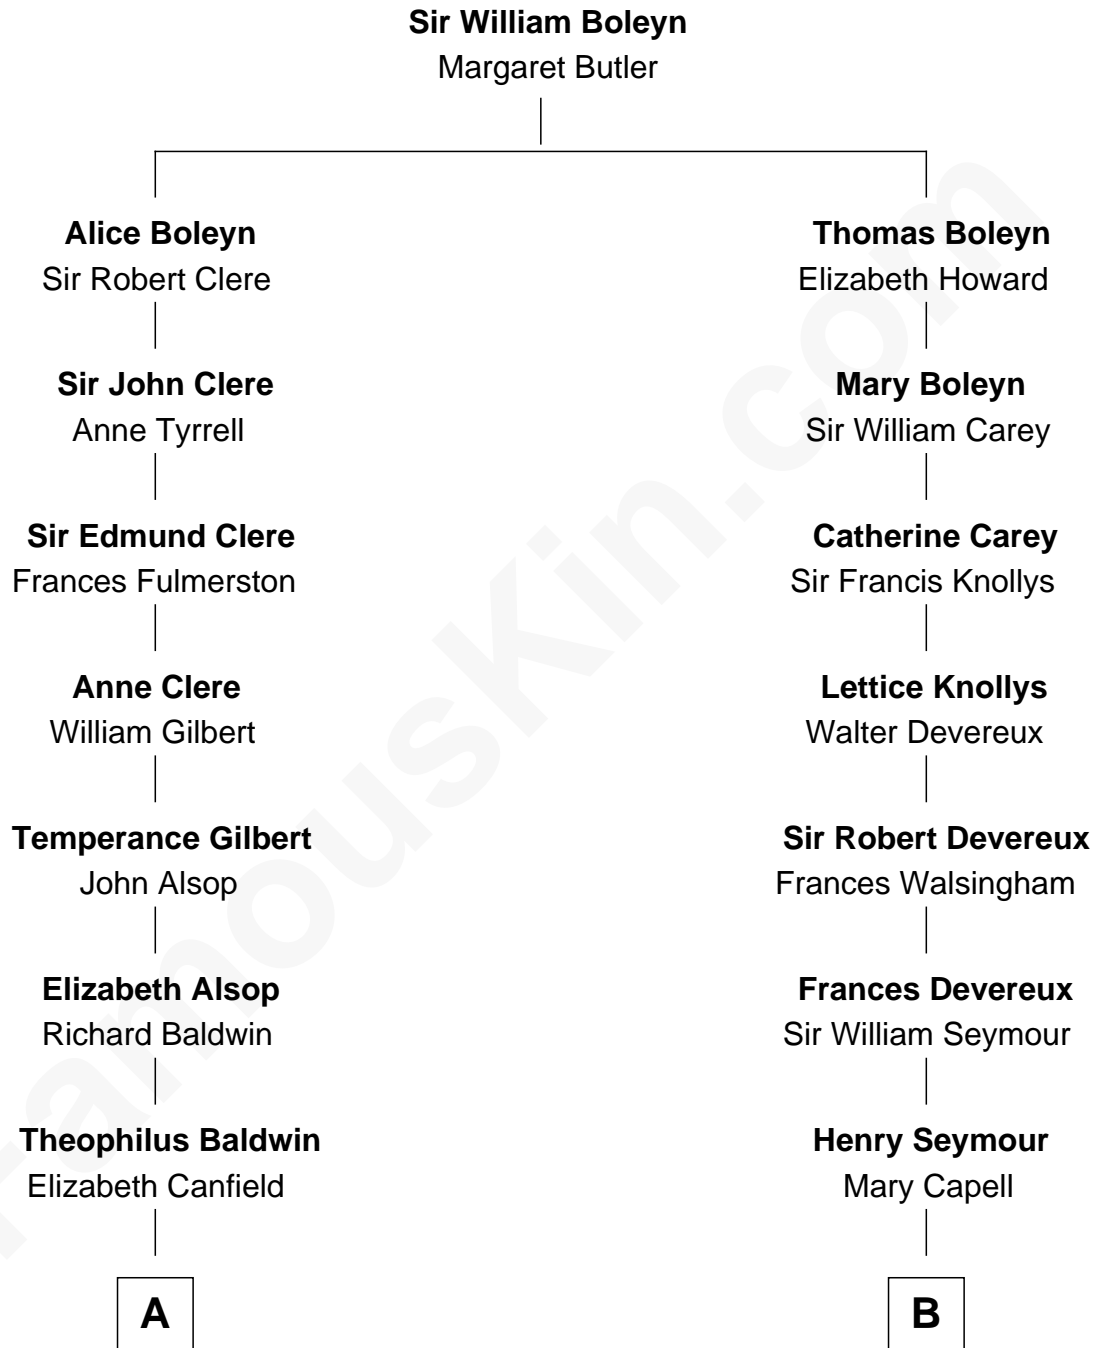 Sir William Boleyn
Margaret Butler
Alice Boleyn
Sir Robert Clere
Thomas Boleyn
Elizabeth Howard
Sir John Clere
Anne Tyrrell
Mary Boleyn
Sir William Carey
Sir Edmund Clere
Frances Fulmerston
Catherine Carey
Sir Francis Knollys
Anne Clere
William Gilbert
Lettice Knollys
Walter Devereux
Temperance Gilbert
John Alsop
Sir Robert Devereux
Frances Walsingham
Elizabeth Alsop
Richard Baldwin
Frances Devereux
Sir William Seymour
Theophilus Baldwin
Elizabeth Canfield
Henry Seymour
Mary Capell
A
B
FamousKin.com